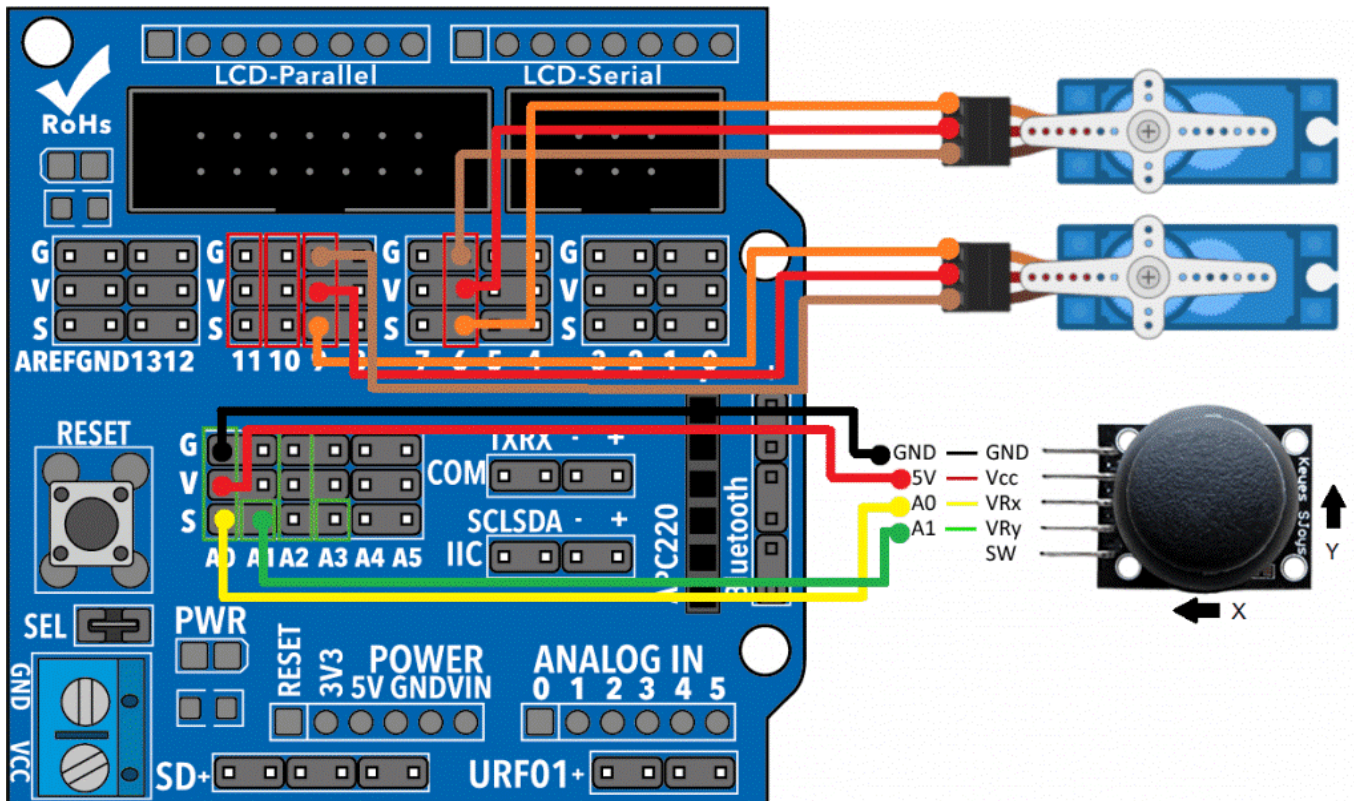 LCD-Parallel
LCD-Serial
RoHs
G
V
S
AREFGND1312
G
V
S
11 10 9
G
V
S
7 6 5 4
G
V
S
3 2 1 0
RESET
G
V
S
A0 A1 A2 A3 A4 A5
TXRX - +
COM
SCLSDA - +
IIC
APC220
Bluetooth
GND GND
5V Vcc
A0 VRx
A1 VRy
SW
Keyes SJoys
Y
X
SEL
PWR
GND
VCC
RESET
3V3
POWER
5V GNDVIN
ANALOG IN
0 1 2 3 4 5
SD+
URF01+